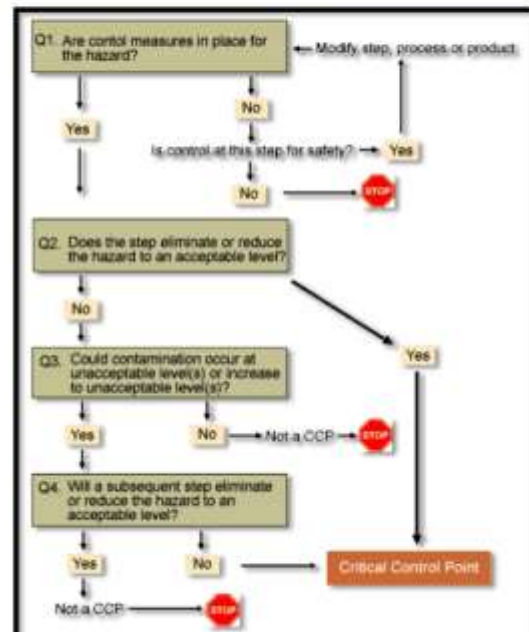 Q1. Are contol measures in place for
the hazard?
Modify, step, process or product
Yes
No
Is control at this step for safety?
Yes
No
STOP
Q2. Does the step eliminate or reduce
the hazard to an acceptable level?
No
Yes
Q3. Could contamination occur at
unacceptable level(s) or increase
to unacceptable level(s)?
Yes
No
Not a CCP
STOP
Q4. Will a subsequent step eliminate
or reduce the hazard to an
acceptable level?
Yes
No
Critical Control Point
Not a CCP
STOP